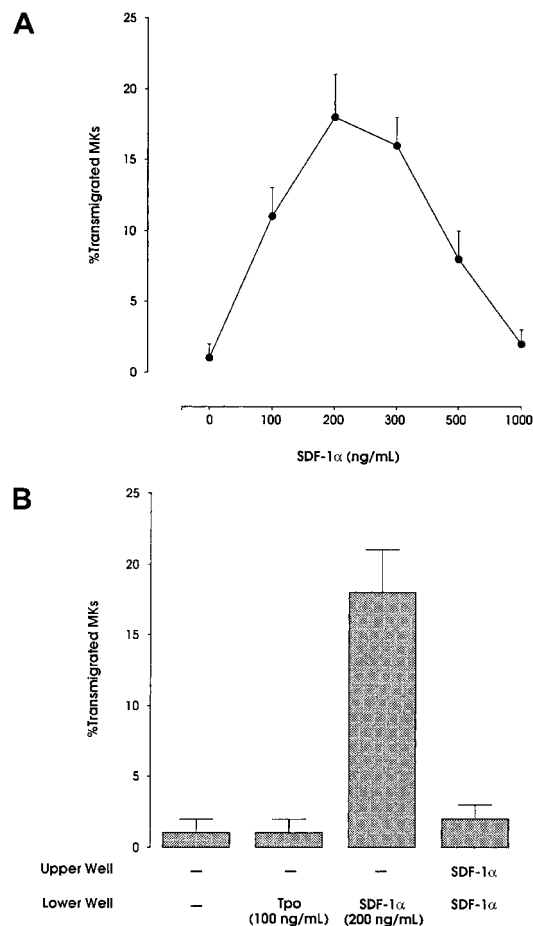 A
25
20
15
10
5
0
%Transmigrated MKs
0 100 200 300 500 1000
SDF-1α (ng/mL)
B
25
20
15
10
5
0
%Transmigrated MKs
Upper Well – – – SDF-1α
Lower Well – Tpo SDF-1α SDF-1α
(100 ng/mL) (200 ng/mL)